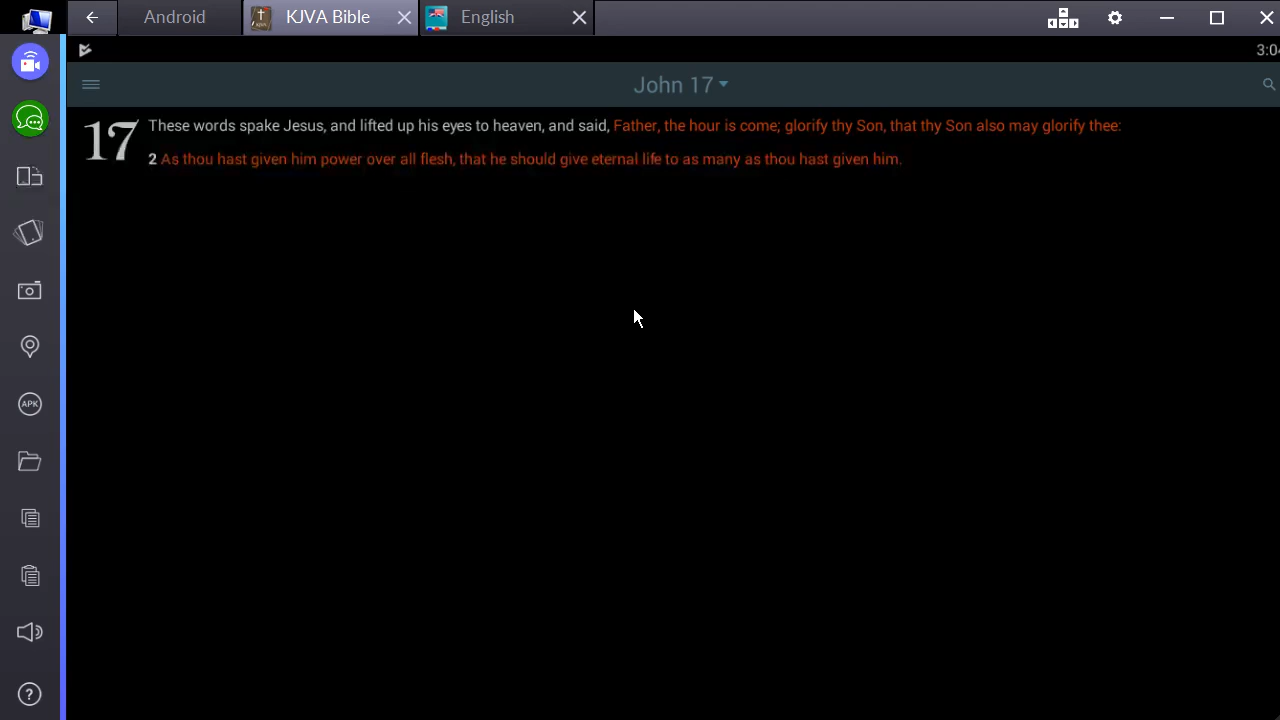 Android
KJVA Bible
English
John 17
17 These words spake Jesus, and lifted up his eyes to heaven, and said, Father, the hour is come; glorify thy Son, that thy Son also may glorify thee:
2 As thou hast given him power over all flesh, that he should give eternal life to as many as thou hast given him.
APK